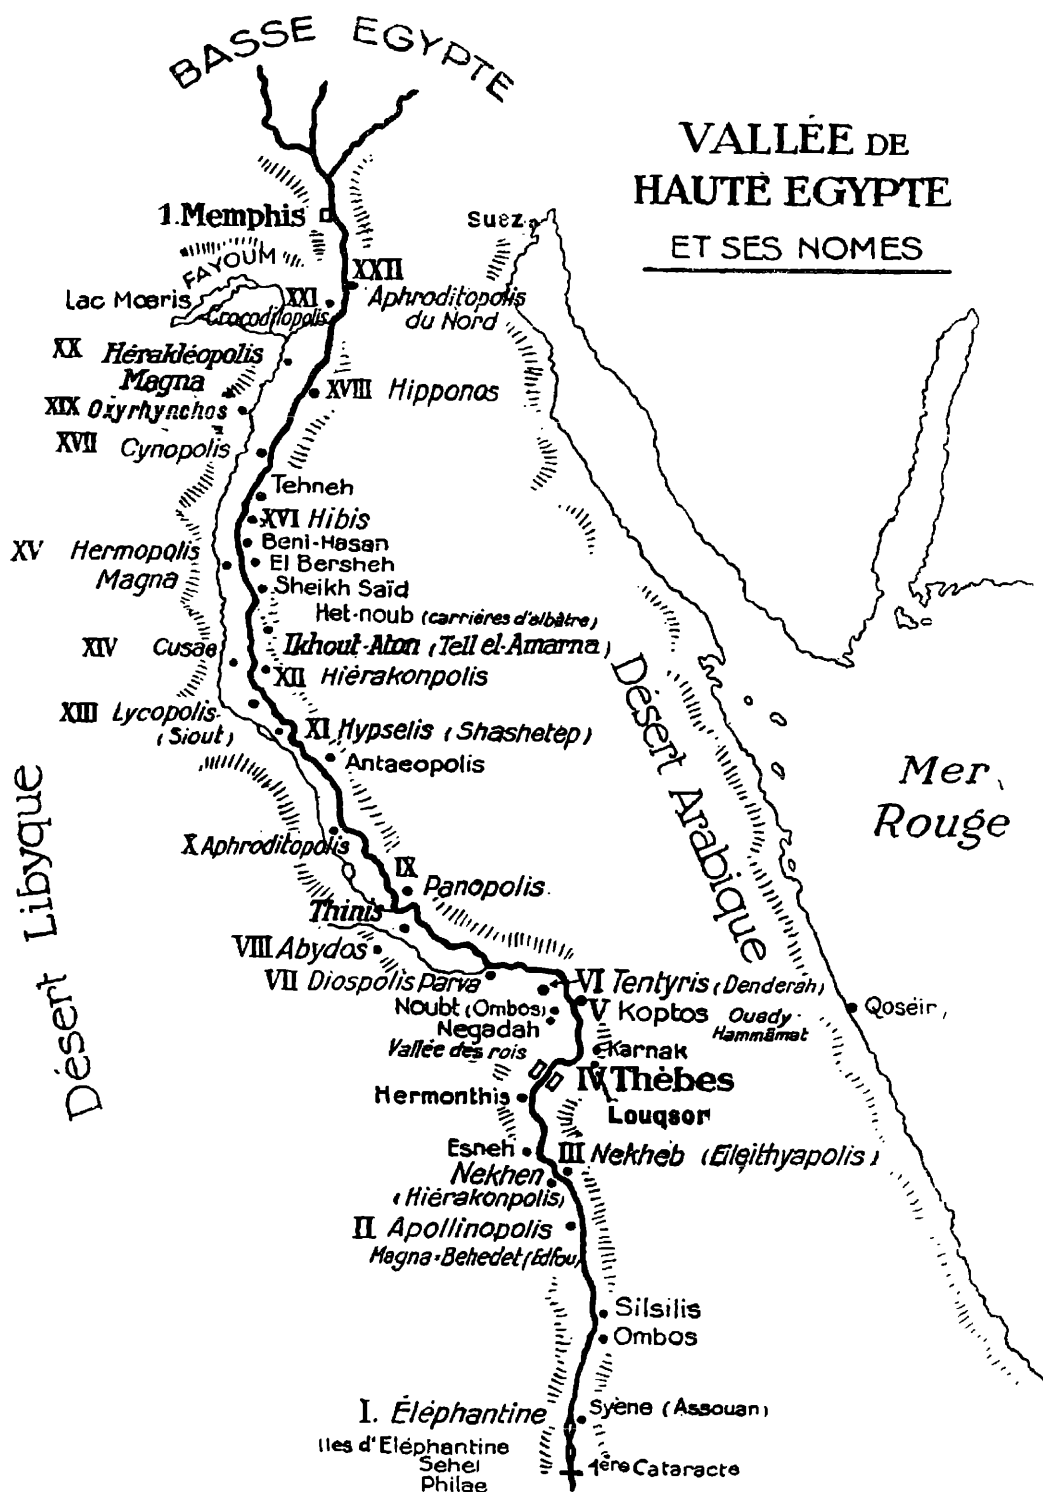 BASSE EGYPTE
VALLÉE DE
HAUTE EGYPTE
ET SES NOMES
1. Memphis
Suez
FAYOUM
XXII
Lac Mœris
XXI
Aphroditopolis
du Nord
Crocodilopolis
XX Hérakléopolis
Magna
XVIII Hipponos
XIX Oxyrhynchos
XVII Cynopolis
Tehneh
XVI Hibis
Beni-Hasan
XV Hermopolis
Magna
El Bersheh
Sheikh Saïd
Het-noub (carrières d'albâtre)
XIV Cusae
Ikhout-Aton (Tell el-Amarna)
XII Hiérakonpolis
XIII Lycopolis
(Siout)
XI Hypselis (Shashetep)
Antaeopolis
Désert Libyque
Désert Arabique
Mer
Rouge
X Aphroditopolis
IX
Panopolis
Thinis
VIII Abydos
VII Diospolis Parva
VI Tentyris (Denderah)
Noubt (Ombos)
V Koptos
Ouady-
Hammâmat
Qoséir
Negadah
Vallée des rois
Karnak
IV Thèbes
Hermonthis
Louqsor
Esneh
III Nekheb (Eileithyapolis)
Nekhen
(Hiérakonpolis)
II Apollinopolis
Magna-Behedet (Edfou)
Silsilis
Ombos
I. Éléphantine
Syène (Assouan)
Iles d'Eléphantine
Sehel
Philae
1ère Cataracte